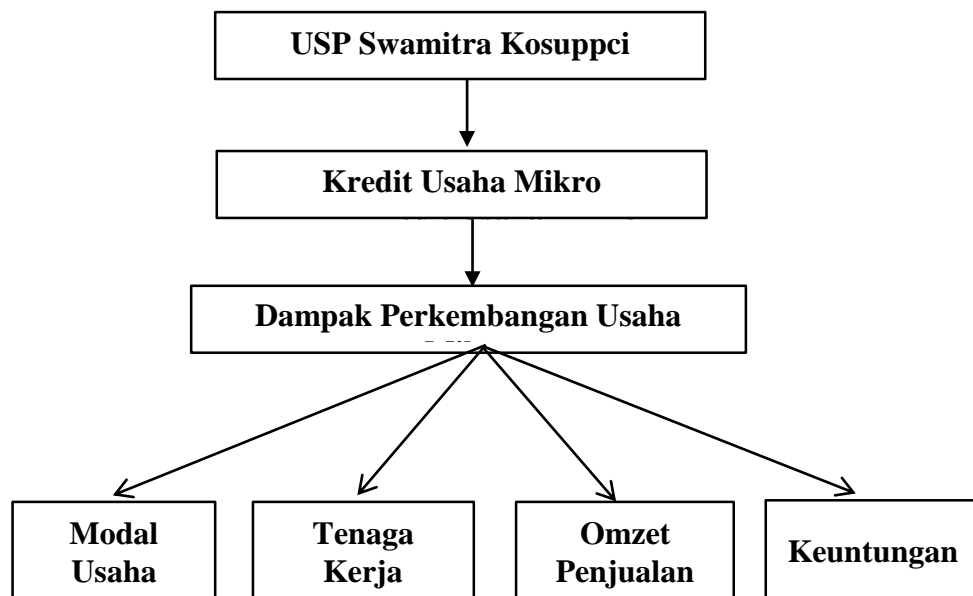 USP Swamitra Kosuppci
Kredit Usaha Mikro
Dampak Perkembangan Usaha
Modal
Usaha
Tenaga
Kerja
Omzet
Penjualan
Keuntungan